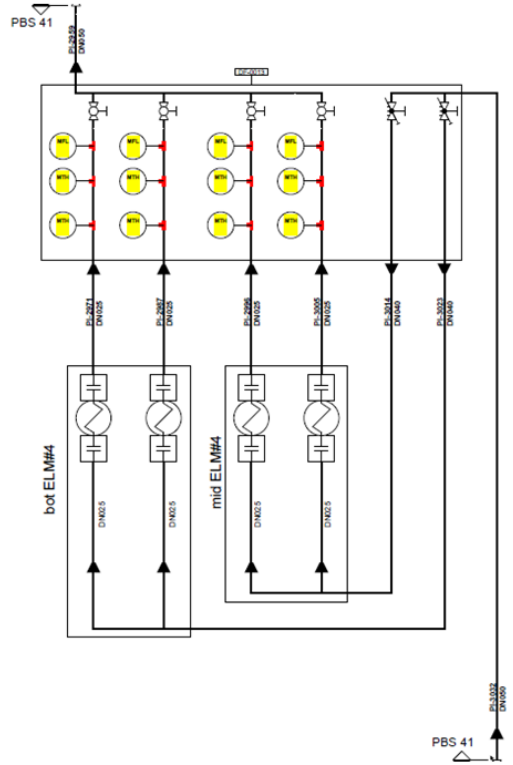 PBS 41
PI-2959
DN050
MFL
MFL
MFL
MFL
MTH
MTH
MTH
MTH
MTH
MTH
MTH
MTH
PI-2971
DN025
PI-2987
DN025
PI-2996
DN025
PI-3005
DN025
PI-3014
DN040
PI-3023
DN040
bot ELM#4
mid ELM#4
DN025
DN025
DN025
DN025
PI-3032
DN050
PBS 41